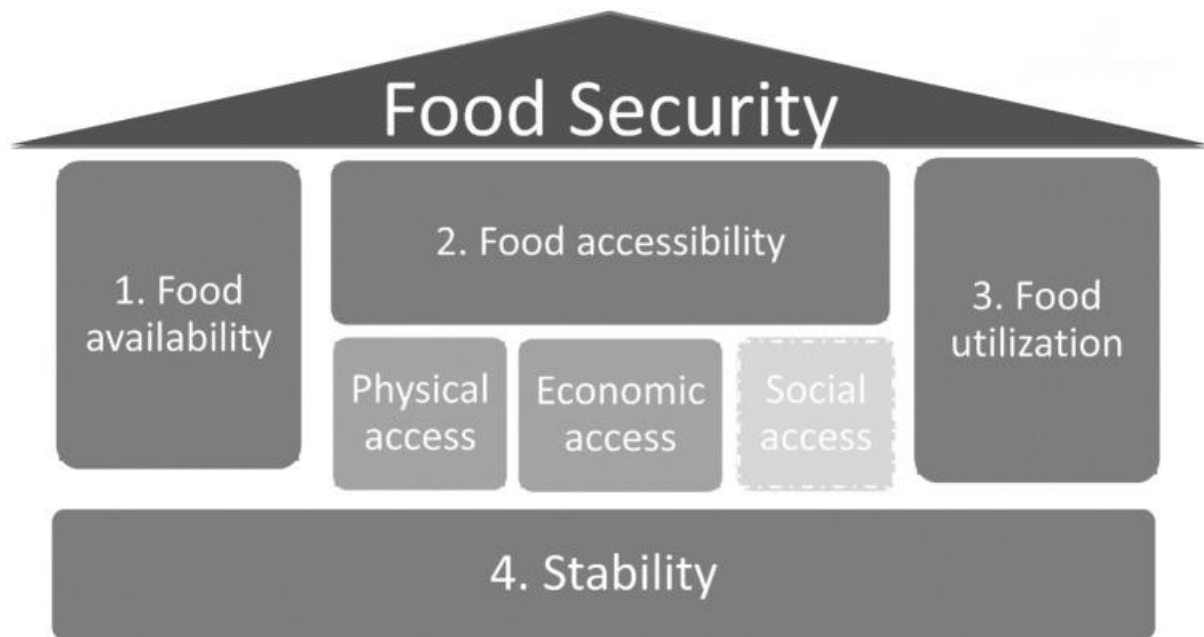 Food Security
1. Food
availability
2. Food accessibility
Physical
access
Economic
access
Social
access
3. Food
utilization
4. Stability